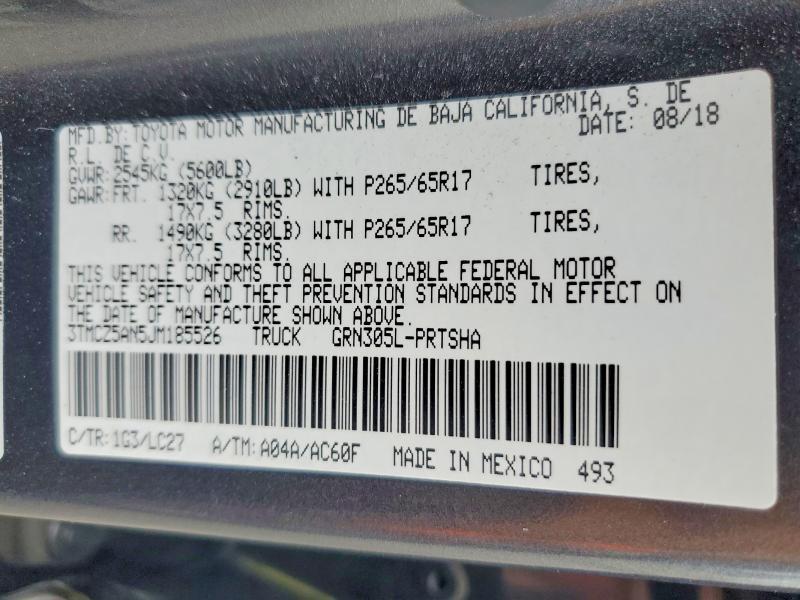 MFD.BY:TOYOTA MOTOR MANUFACTURING DE BAJA CALIFORNIA, S. DE
R.L. DE C.V. DATE: 08/18
GVWR:2545KG (5600LB)
GAWR:FRT. 1320KG (2910LB) WITH P265/65R17 TIRES,
17X7.5 RIMS.
RR. 1490KG (3280LB) WITH P265/65R17 TIRES,
17X7.5 RIMS.
THIS VEHICLE CONFORMS TO ALL APPLICABLE FEDERAL MOTOR
VEHICLE SAFETY AND THEFT PREVENTION STANDARDS IN EFFECT ON
THE DATE OF MANUFACTURE SHOWN ABOVE.
3TMCZ5AN5JM185526 TRUCK GRN305L-PRTSHA
C/TR:1G3/LC27 A/TM:A04A/AC60F MADE IN MEXICO 493